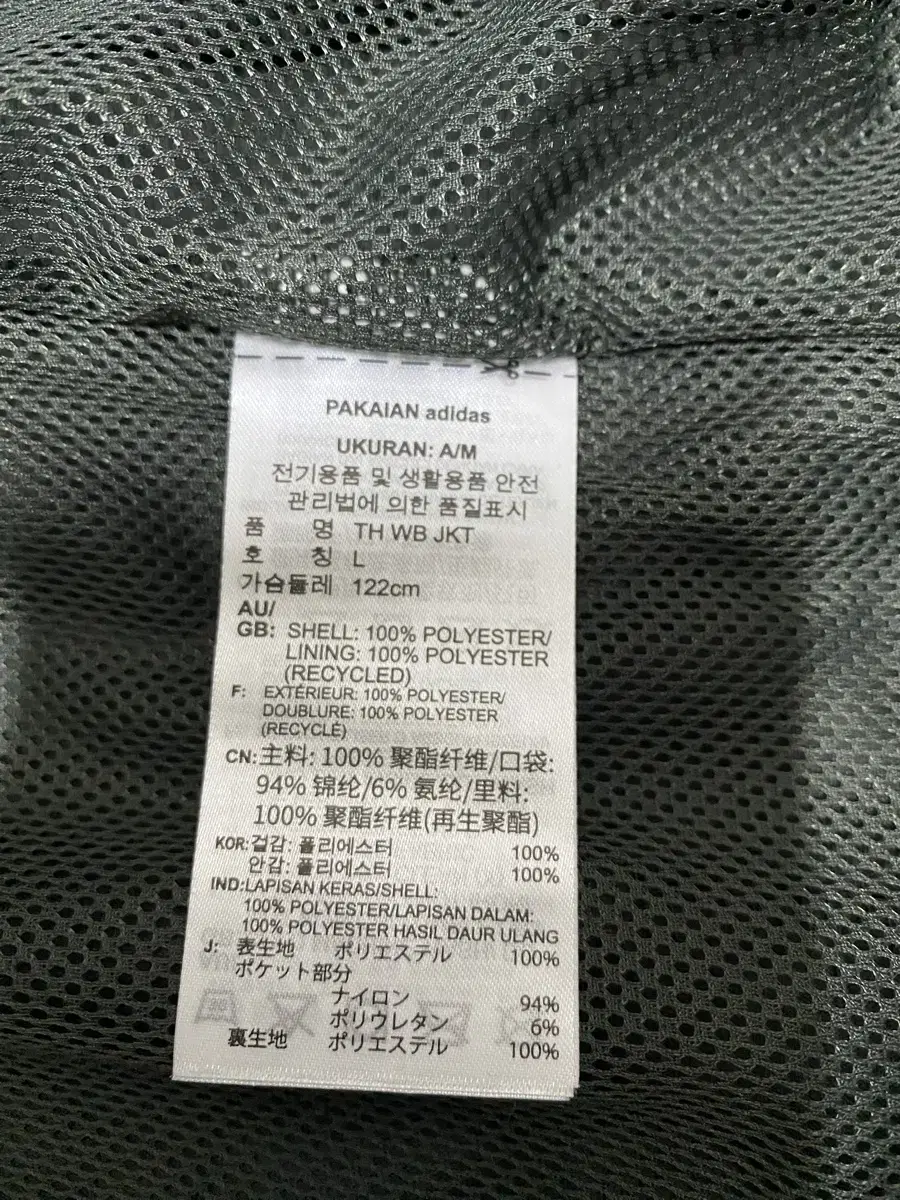 PAKAIAN adidas
UKURAN: A/M
전기용품 및 생활용품 안전
관리법에 의한 품질표시
품 명 TH WB JKT
호 칭 L
가슴둘레 122cm
AU/
GB: SHELL: 100% POLYESTER/
LINING: 100% POLYESTER
(RECYCLED)
F: EXTÉRIEUR: 100% POLYESTER/
DOUBLURE: 100% POLYESTER
(RECYCLÉ)
CN: 主料: 100% 聚酯纤维/口袋:
94% 锦纶/6% 氨纶/里料:
100% 聚酯纤维(再生聚酯)
KOR: 겉감: 폴리에스터 100%
안감: 폴리에스터 100%
IND: LAPISAN KERAS/SHELL:
100% POLYESTER/LAPISAN DALAM:
100% POLYESTER HASIL DAUR ULANG
J: 表生地 ポリエステル 100%
ポケット部分
ナイロン 94%
ポリウレタン 6%
裏生地 ポリエステル 100%